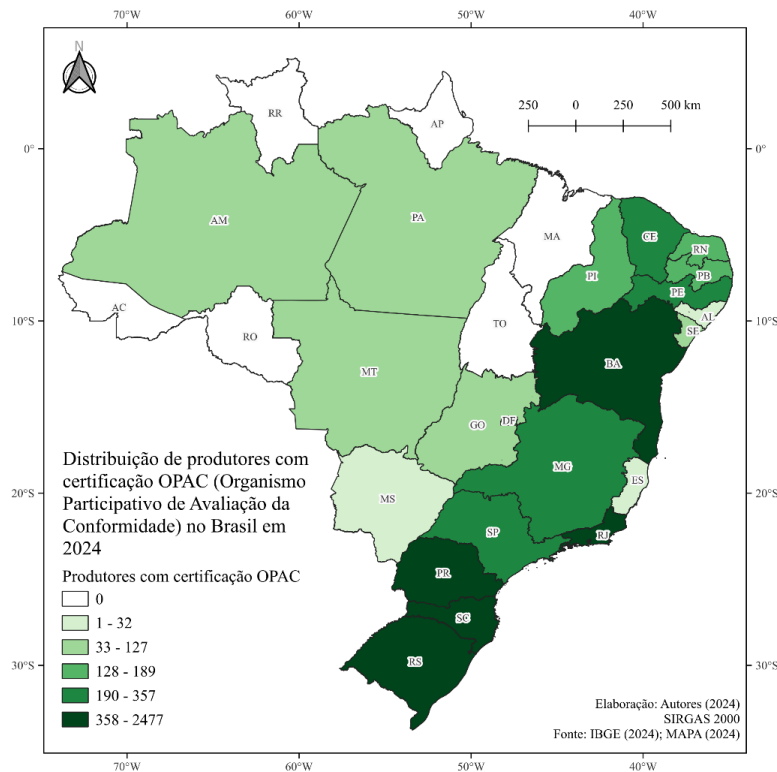 70°W 60°W 50°W 40°W
N
250 0 250 500 km
RR
AP
0° 0°
AM
PA
MA
CE
RN
PI
PB
PE
AC
AL
10°S 10°S
RO
TO
SE
BA
MT
GO
DF
MG
Distribuição de produtores com
certificação OPAC (Organismo
Participativo de Avaliação da
Conformidade) no Brasil em
2024
MS
ES
20°S 20°S
SP
RJ
PR
Produtores com certificação OPAC
0
1 - 32
33 - 127
128 - 189
190 - 357
358 - 2477
SC
RS
30°S 30°S
Elaboração: Autores (2024)
SIRGAS 2000
Fonte: IBGE (2024); MAPA (2024)
70°W 60°W 50°W 40°W